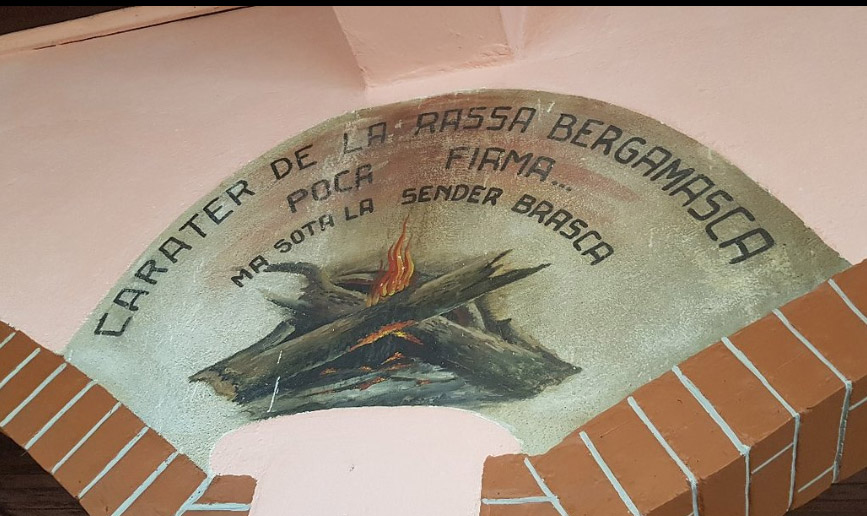 CARATER DE LA RASSA BERGAMASCA
POCA FIAMA...
MA SOTA LA SENDER BRASCA